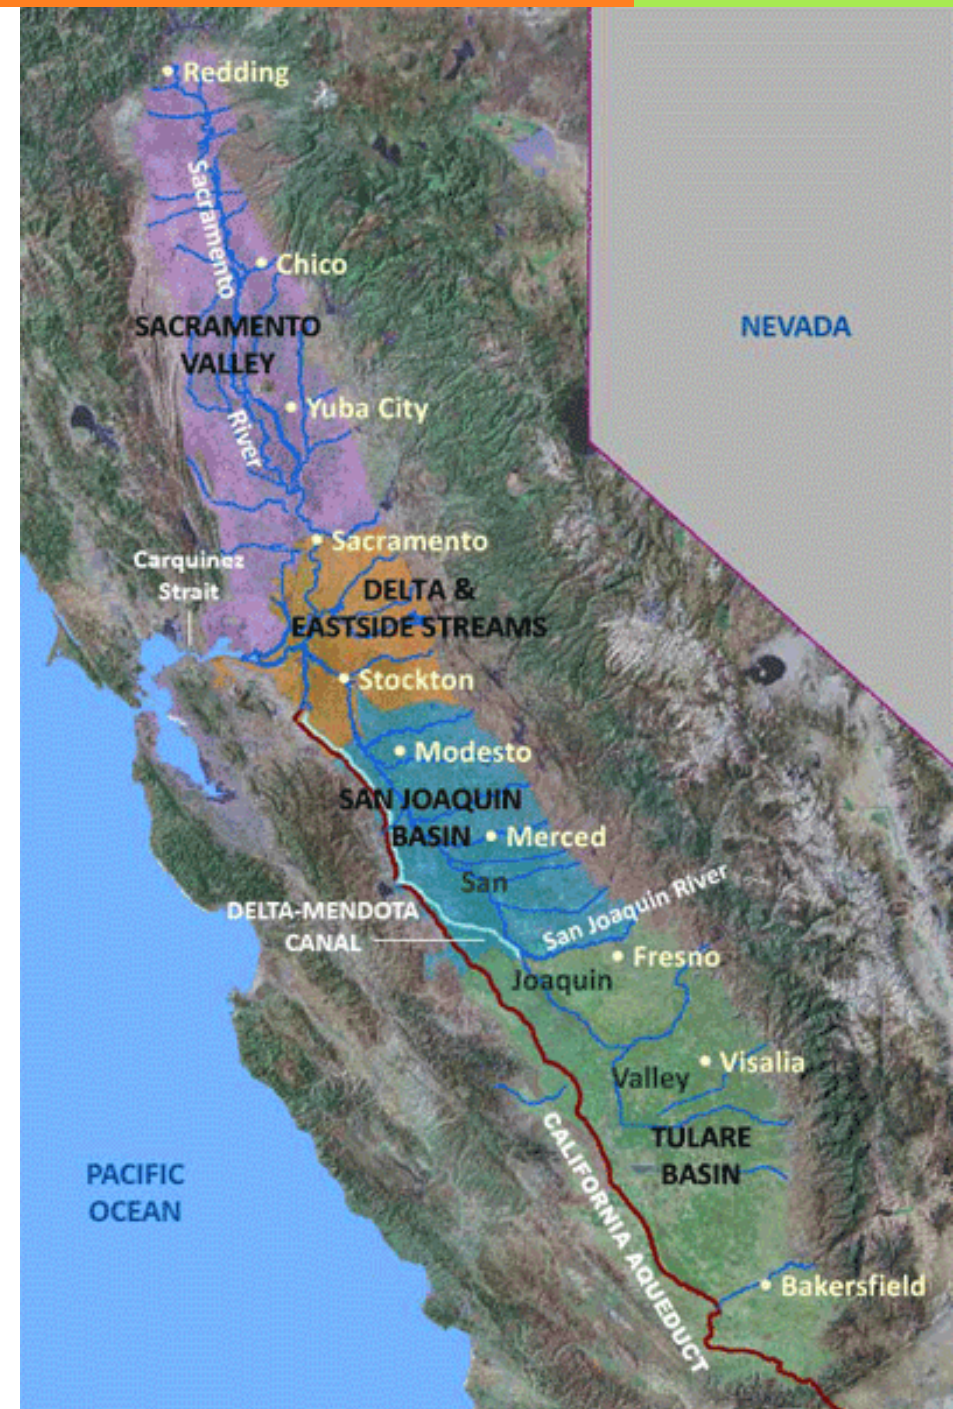 Redding
Sacramento
Chico
SACRAMENTO
VALLEY
NEVADA
Yuba City
River
Sacramento
Carquinez
Strait
DELTA &
EASTSIDE STREAMS
Stockton
Modesto
SAN JOAQUIN
BASIN
Merced
San
San Joaquin River
DELTA-MENDOTA
CANAL
Fresno
Joaquin
Visalia
Valley
CALIFORNIA AQUEDUCT
TULARE
BASIN
PACIFIC
OCEAN
Bakersfield